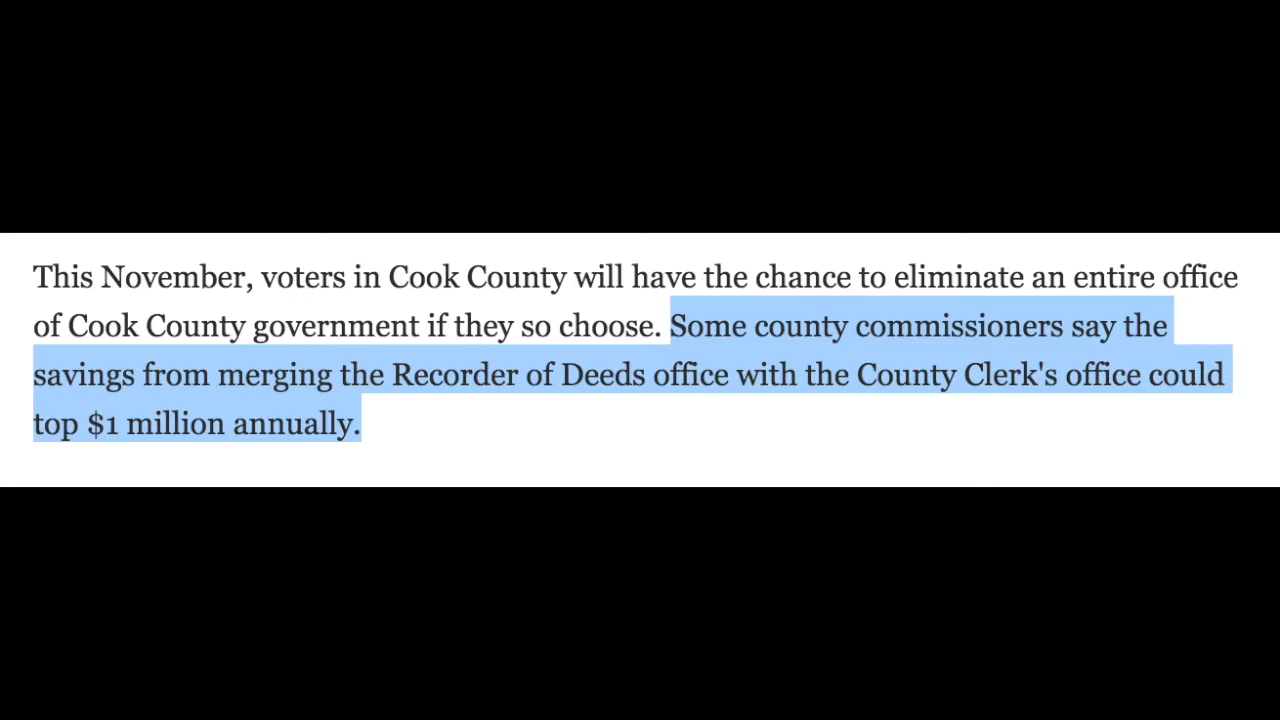 This November, voters in Cook County will have the chance to eliminate an entire office
of Cook County government if they so choose. Some county commissioners say the
savings from merging the Recorder of Deeds office with the County Clerk's office could
top $1 million annually.